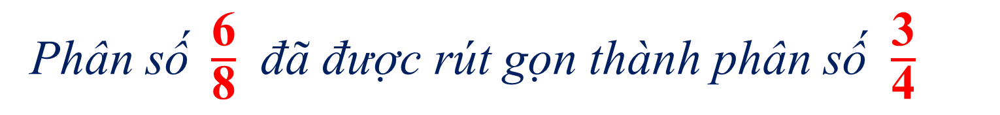 Phân số 6/8 đã được rút gọn thành phân số 3/4